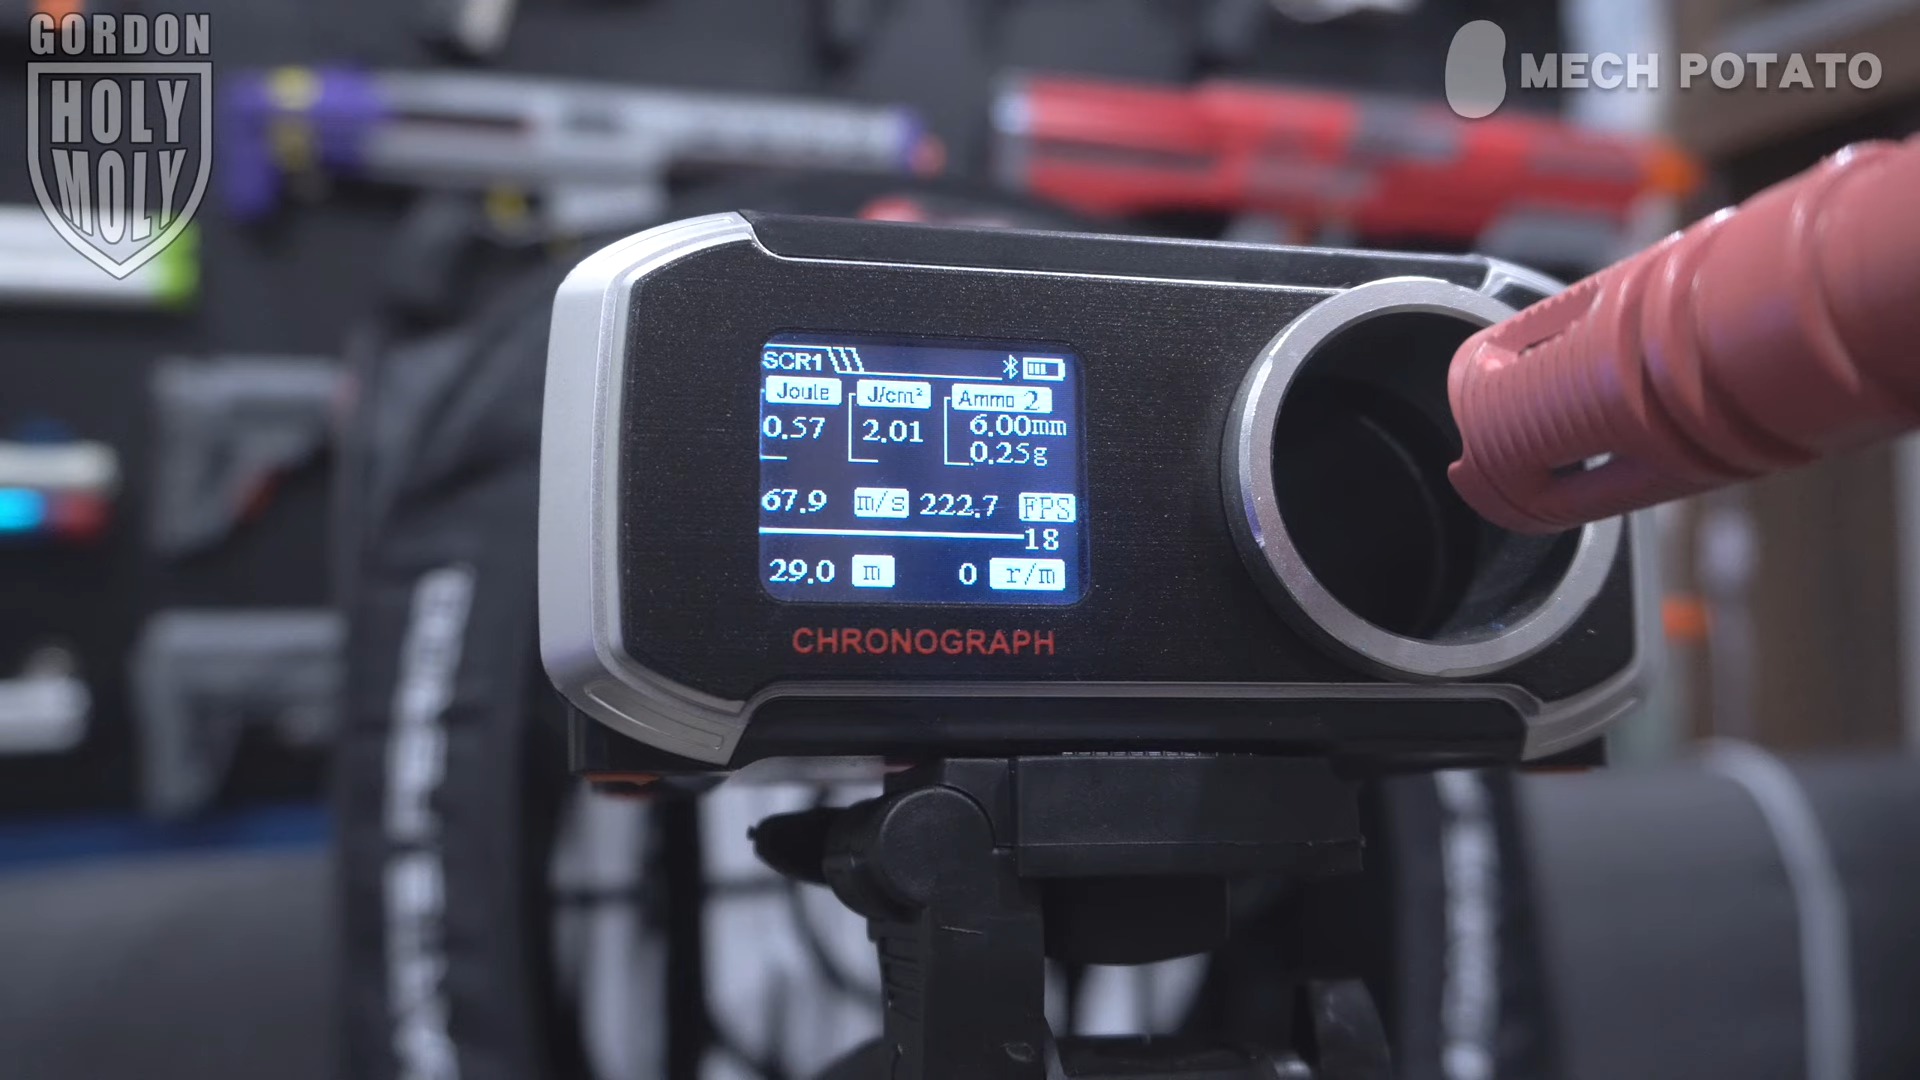 GORDON
HOLY
MOLY
MECH POTATO
SCR1
Joule J/cm² Ammo 2
0.57 2.01 6.00mm
0.25g
67.9 m/s 222.7 FPS
18
29.0 m 0 r/m
CHRONOGRAPH